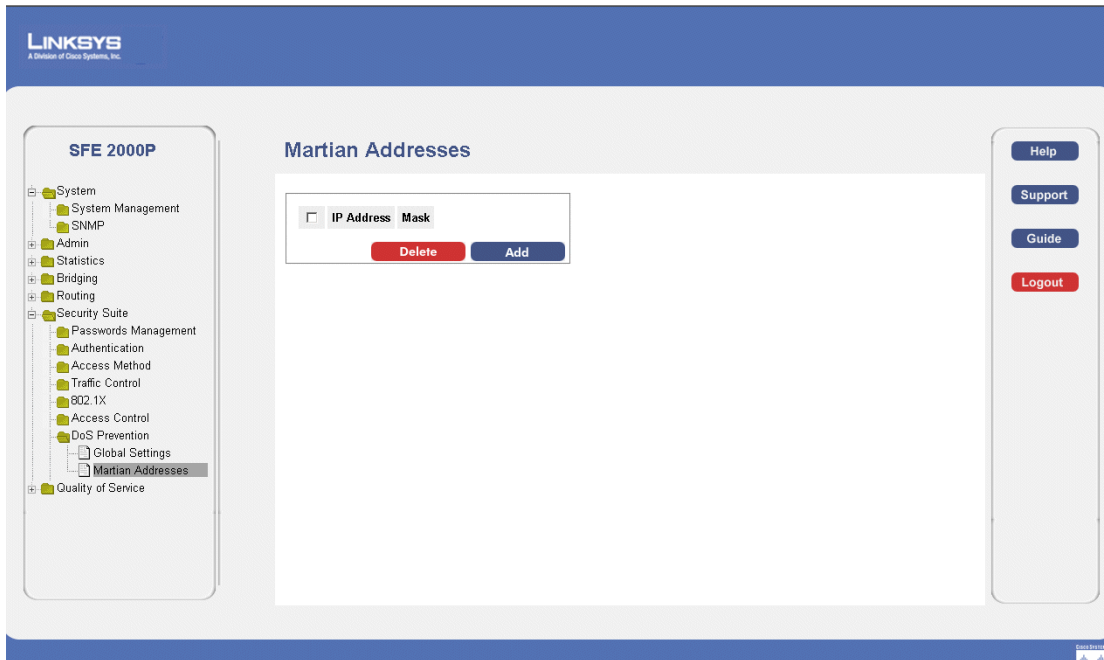 LINKSYS
A Division of Cisco Systems, Inc.
SFE 2000P
System
System Management
SNMP
Admin
Statistics
Bridging
Routing
Security Suite
Passwords Management
Authentication
Access Method
Traffic Control
802.1X
Access Control
DoS Prevention
Global Settings
Martian Addresses
Quality of Service
Martian Addresses
IP Address Mask
Delete Add
Help
Support
Guide
Logout